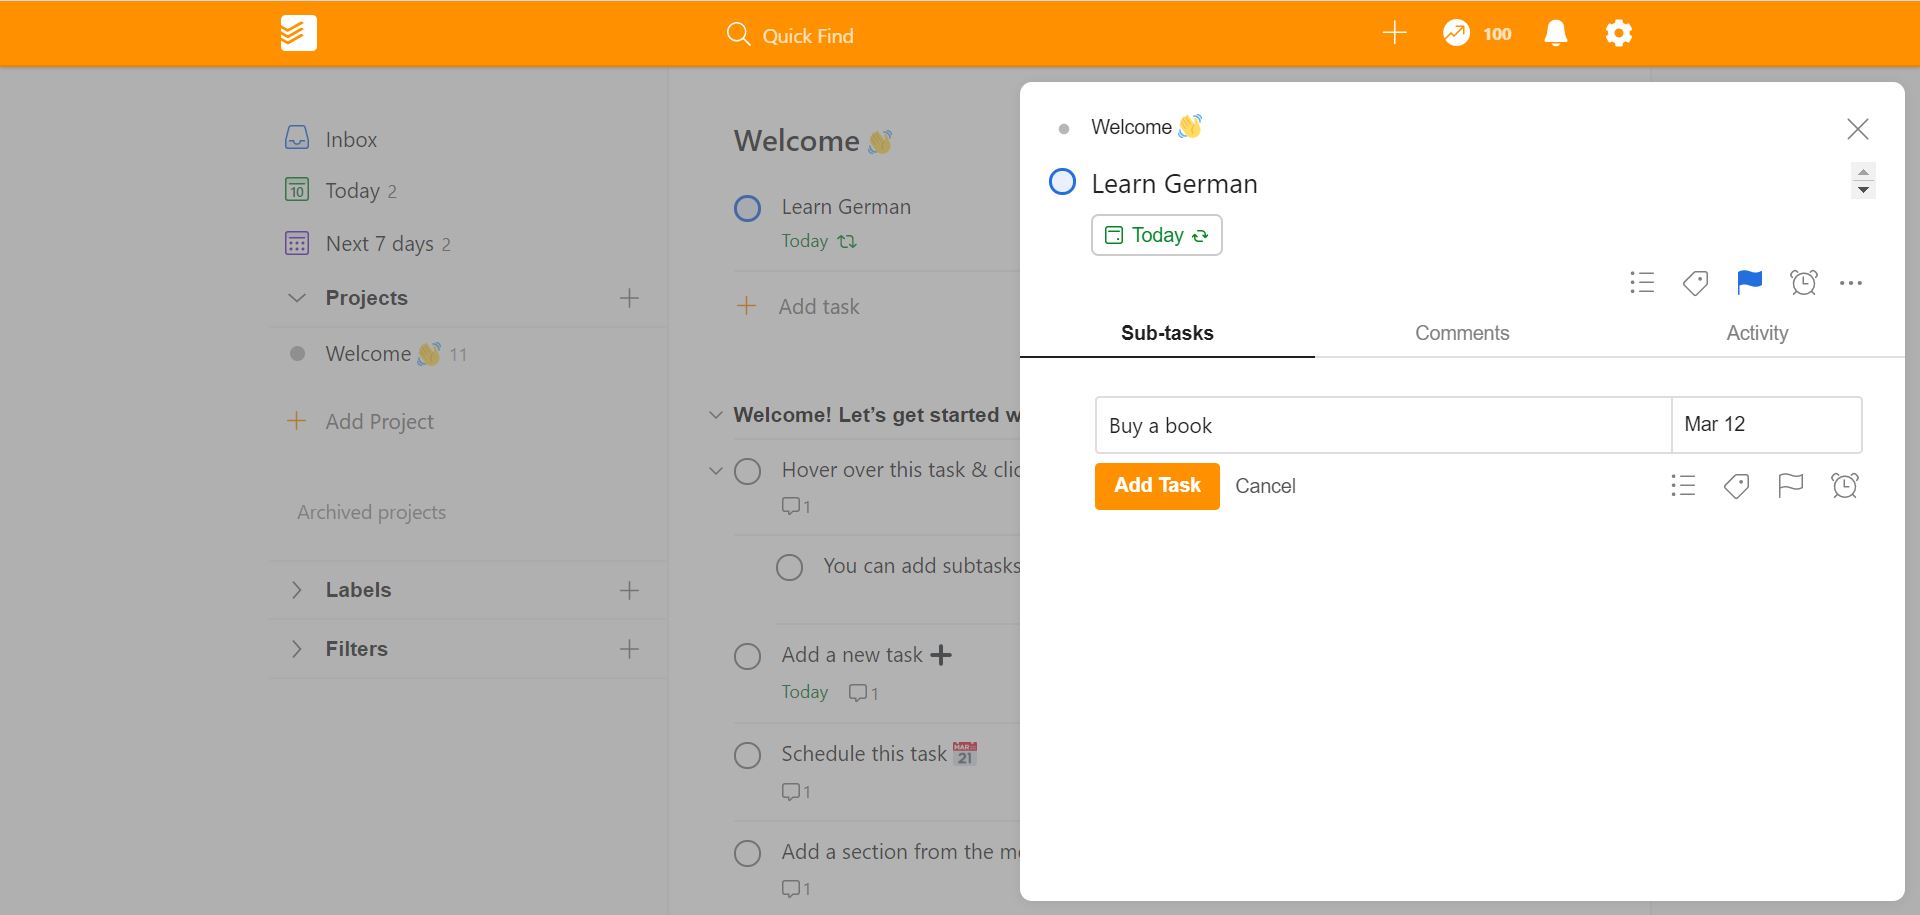 Quick Find
100
Inbox
10
Today 2
Next 7 days 2
Projects
Welcome 👋 11
Add Project
Archived projects
Labels
Filters
Welcome 👋
Learn German
Today
Add task
Welcome! Let’s get started w
Hover over this task & clic
1
You can add subtasks
Add a new task ➕
Today 1
Schedule this task
MAR
21
1
Add a section from the m
1
Welcome 👋
Learn German
Today
Sub-tasks Comments Activity
Buy a book Mar 12
Add Task Cancel